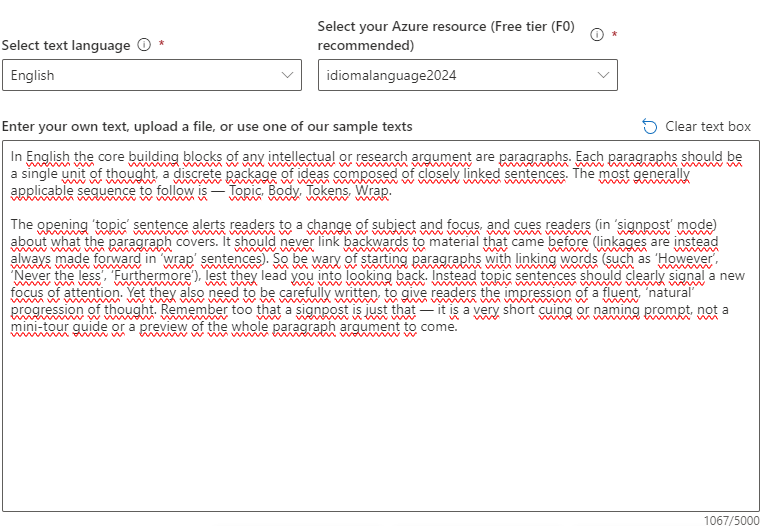 Select text language *
Select your Azure resource (Free tier (F0)
recommended) *
English
idiomalanguage2024
Enter your own text, upload a file, or use one of our sample texts
Clear text box
In English the core building blocks of any intellectual or research argument are paragraphs. Each paragraphs should be
a single unit of thought, a discrete package of ideas composed of closely linked sentences. The most generally
applicable sequence to follow is — Topic, Body, Tokens, Wrap.
The opening ‘topic’ sentence alerts readers to a change of subject and focus, and cues readers (in ‘signpost’ mode)
about what the paragraph covers. It should never link backwards to material that came before (linkages are instead
always made forward in ‘wrap’ sentences). So be wary of starting paragraphs with linking words (such as ‘However’,
‘Never the less’, ‘Furthermore’), lest they lead you into looking back. Instead topic sentences should clearly signal a new
focus of attention. Yet they also need to be carefully written, to give readers the impression of a fluent, ‘natural’
progression of thought. Remember too that a signpost is just that — it is a very short cuing or naming prompt, not a
mini-tour guide or a preview of the whole paragraph argument to come.
1067/5000